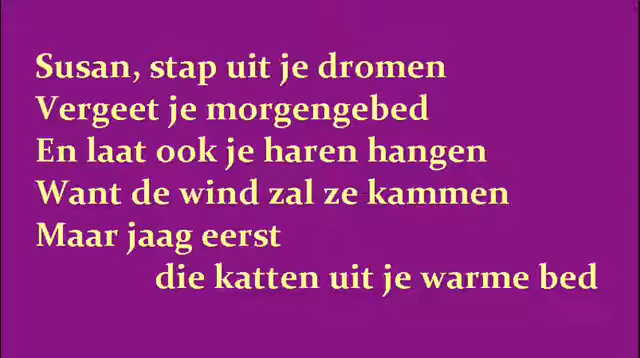 Susan, stap uit je dromen
Vergeet je morgengebed
En laat ook je haren hangen
Want de wind zal ze kammen
Maar jaag eerst
die katten uit je warme bed